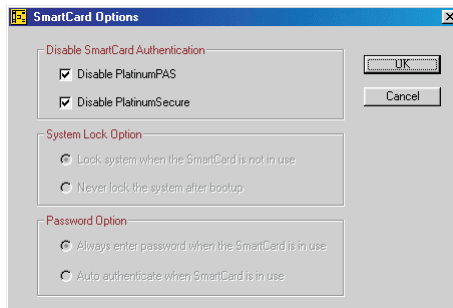 SmartCard Options
Disable SmartCard Authentication
Disable PlatinumPAS
OK
Disable PlatinumSecure
Cancel
System Lock Option
Lock system when the SmartCard is not in use
Never lock the system after bootup
Password Option
Always enter password when the SmartCard is in use
Auto authenticate when SmartCard is in use